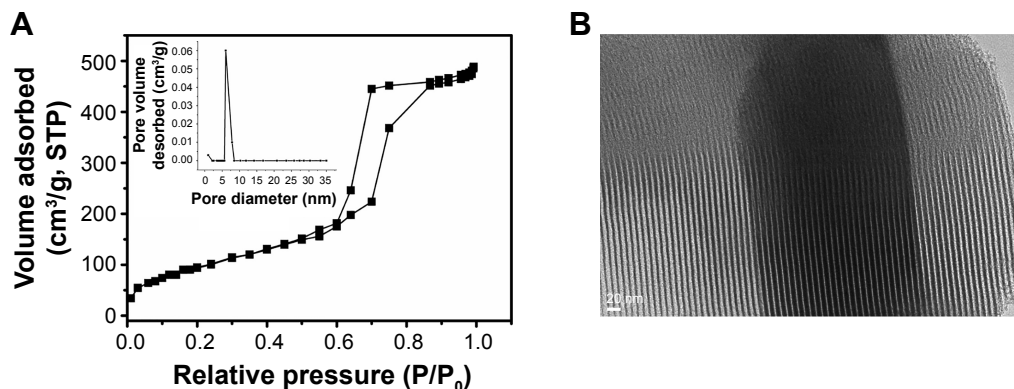 A
B
Volume adsorbed
(cm³/g, STP)
500
400
300
200
100
0
0.0 0.2 0.4 0.6 0.8 1.0
Relative pressure (P/P₀)
Pore volume
desorbed (cm³/g)
0.06
0.05
0.04
0.03
0.02
0.01
0.00
0 5 10 15 20 25 30 35
Pore diameter (nm)
20 nm